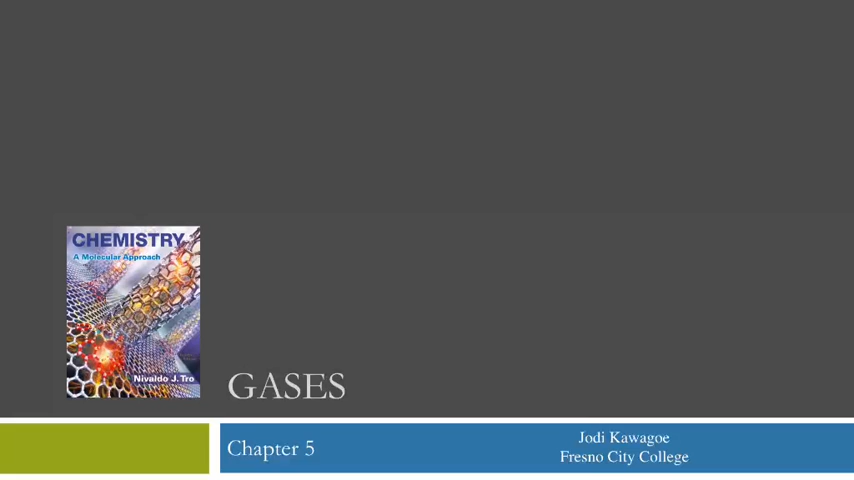 CHEMISTRY
A Molecular Approach
Nivaldo J. Tro
GASES
Chapter 5
Jodi Kawagoe
Fresno City College